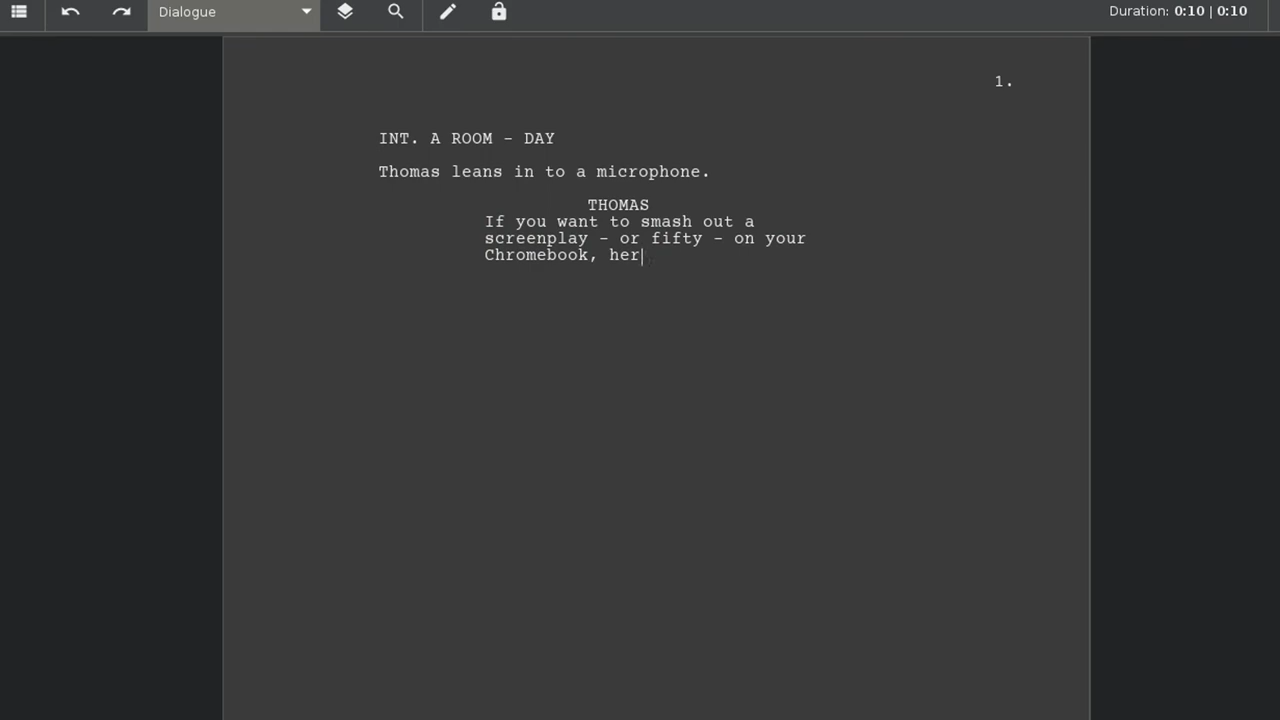 Dialogue
Duration: 0:10 | 0:10
1.
INT. A ROOM - DAY
Thomas leans in to a microphone.
THOMAS
If you want to smash out a
screenplay - or fifty - on your
Chromebook, her